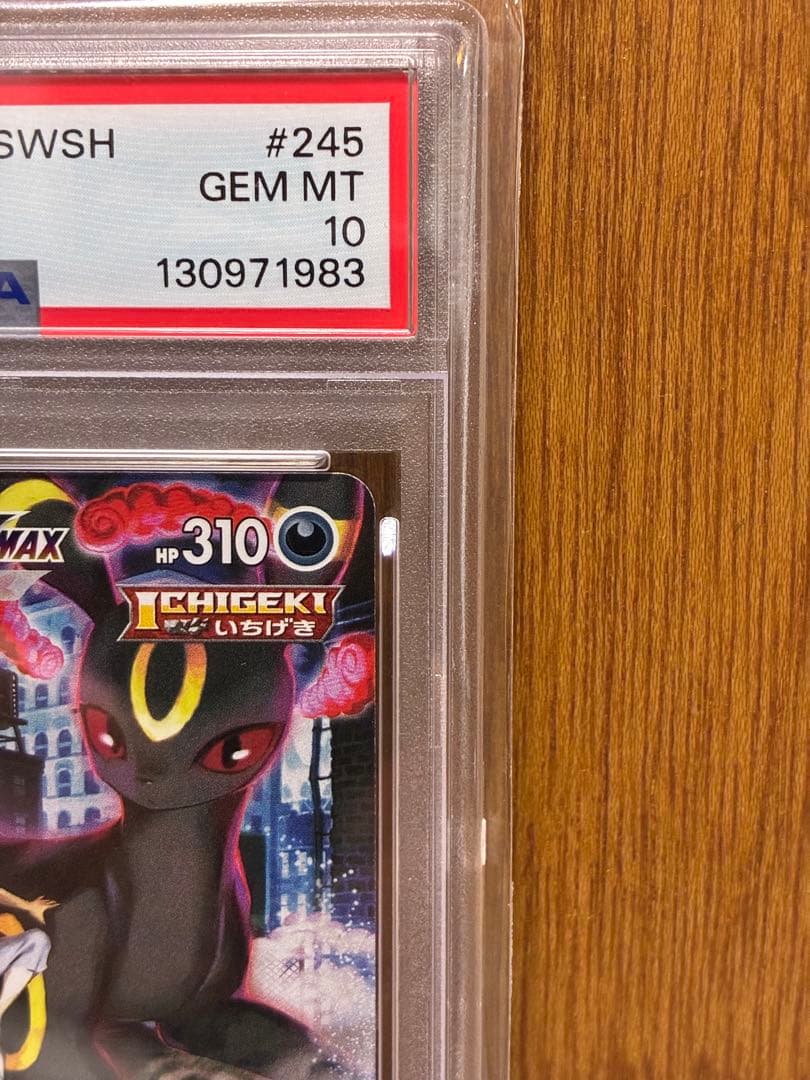 SWSH #245
GEM MT
10
130971983
MAX HP 310
ICHIGEKI
いちげき